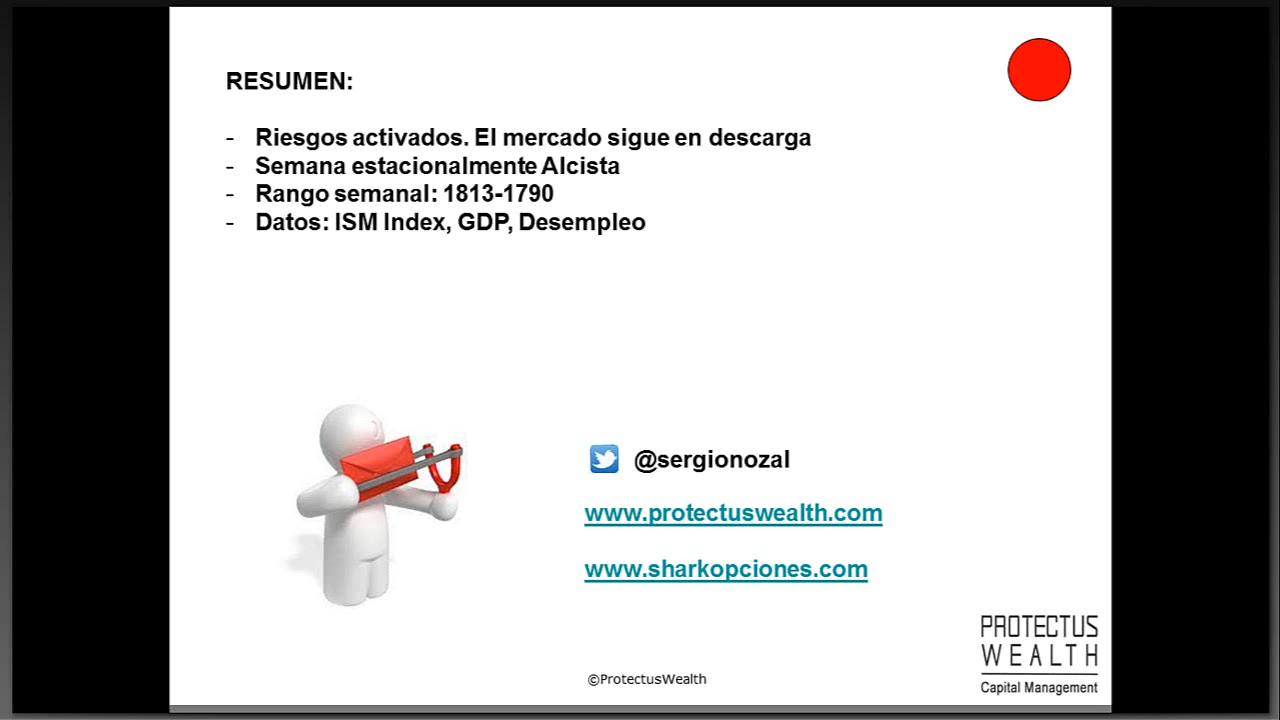 RESUMEN:
- Riesgos activados. El mercado sigue en descarga
- Semana estacionalmente Alcista
- Rango semanal: 1813-1790
- Datos: ISM Index, GDP, Desempleo
@sergionozal
www.protectuswealth.com
www.sharkopciones.com
PROTECTUS
WEALTH
Capital Management
©ProtectusWealth